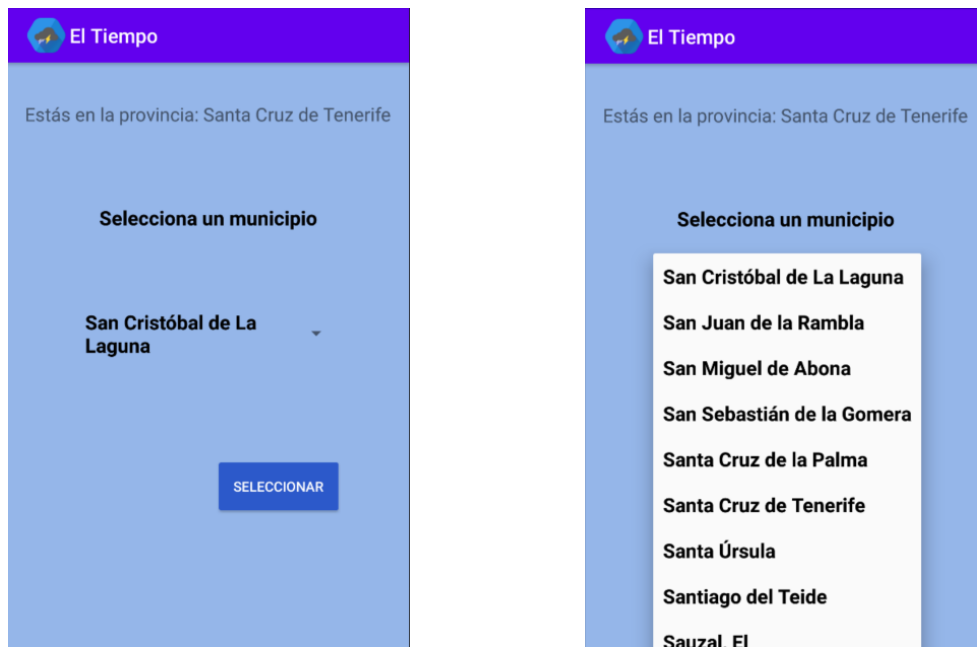 El Tiempo
Estás en la provincia: Santa Cruz de Tenerife
Selecciona un municipio
San Cristóbal de La
Laguna
SELECCIONAR
El Tiempo
Estás en la provincia: Santa Cruz de Tenerife
Selecciona un municipio
San Cristóbal de La Laguna
San Juan de la Rambla
San Miguel de Abona
San Sebastián de la Gomera
Santa Cruz de la Palma
Santa Cruz de Tenerife
Santa Úrsula
Santiago del Teide
Sauzal, El